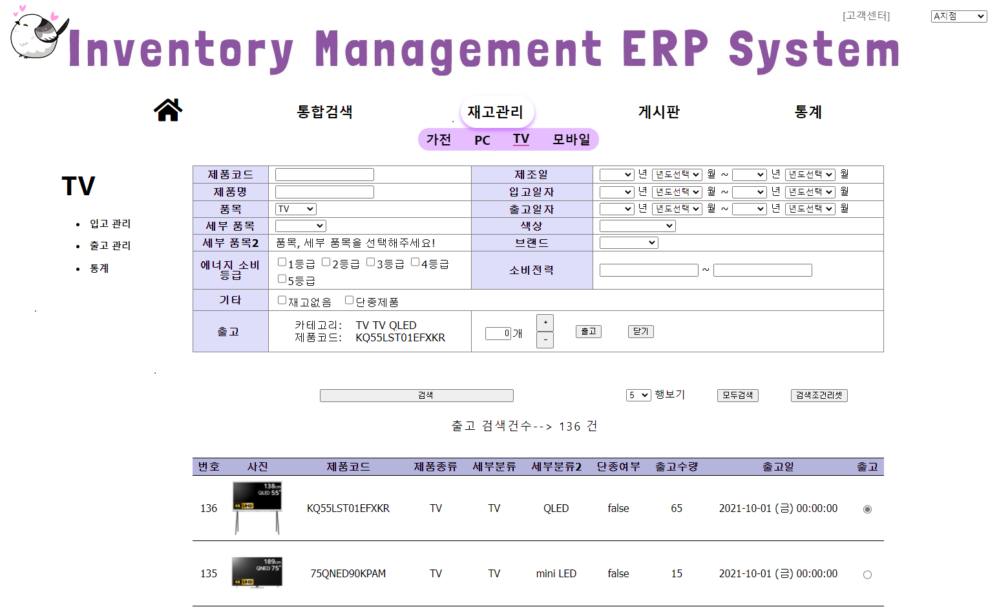 [고객센터] A지점
Inventory Management ERP System
통합검색 재고관리 게시판 통계
가전 PC TV 모바일
TV
입고 관리
출고 관리
통계
제품코드 제조일 년 년도선택 월 ~ 년 년도선택 월
제품명 입고일자 년 년도선택 월 ~ 년 년도선택 월
품목 TV 출고일자 년 년도선택 월 ~ 년 년도선택 월
세부 품목 색상
세부 품목2 품목, 세부 품목을 선택해주세요! 브랜드
에너지 소비 등급 1등급 2등급 3등급 4등급 5등급 소비전력 ~
기타 재고없음 단종제품
출고 카테고리: TV TV QLED 0 개 + - 출고 닫기
제품코드: KQ55LST01EFXKR
검색 5 행보기 모두검색 검색조건리셋
출고 검색건수--> 136 건
번호 사진 제품코드 제품종류 세부분류 세부분류2 단종여부 출고수량 출고일 출고
138cm
QLED 55"
4K UHD
136 KQ55LST01EFXKR TV TV QLED false 65 2021-10-01 (금) 00:00:00
189cm
QNED 75"
4K UHD
135 75QNED90KPAM TV TV mini LED false 15 2021-10-01 (금) 00:00:00